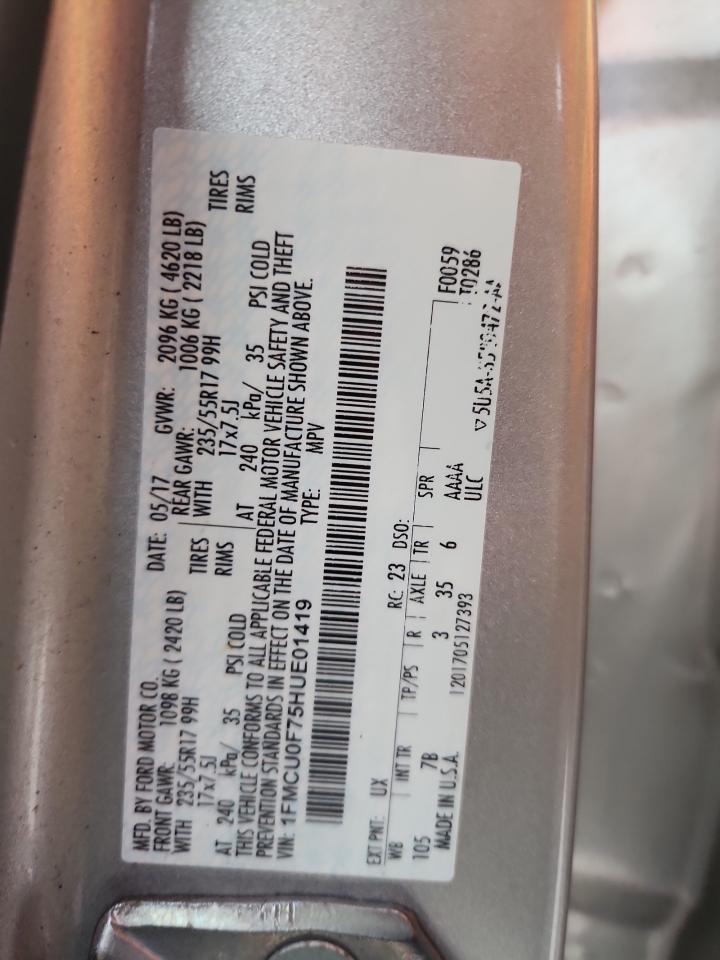 MFD. BY FORD MOTOR CO.
DATE: 05/17 GVWR: 2096 KG ( 4620 LB)
FRONT GAWR: 1098 KG ( 2420 LB) REAR GAWR: 1006 KG ( 2218 LB)
WITH 235/55R17 99H TIRES WITH 235/55R17 99H TIRES
17x7.5J RIMS 17x7.5J RIMS
AT 240 kPa/ 35 PSI COLD AT 240 kPa/ 35 PSI COLD
THIS VEHICLE CONFORMS TO ALL APPLICABLE FEDERAL MOTOR VEHICLE SAFETY AND THEFT
PREVENTION STANDARDS IN EFFECT ON THE DATE OF MANUFACTURE SHOWN ABOVE.
VIN: 1FMCU0F75HUE01419 TYPE: MPV
EXT PNT: UX RC: 23 DSO: F0059
WB INT TR TP/PS R AXLE TR SPR T0286
105 7B 3 35 6 AAAA
MADE IN U.S.A. 1201705127393 ULC